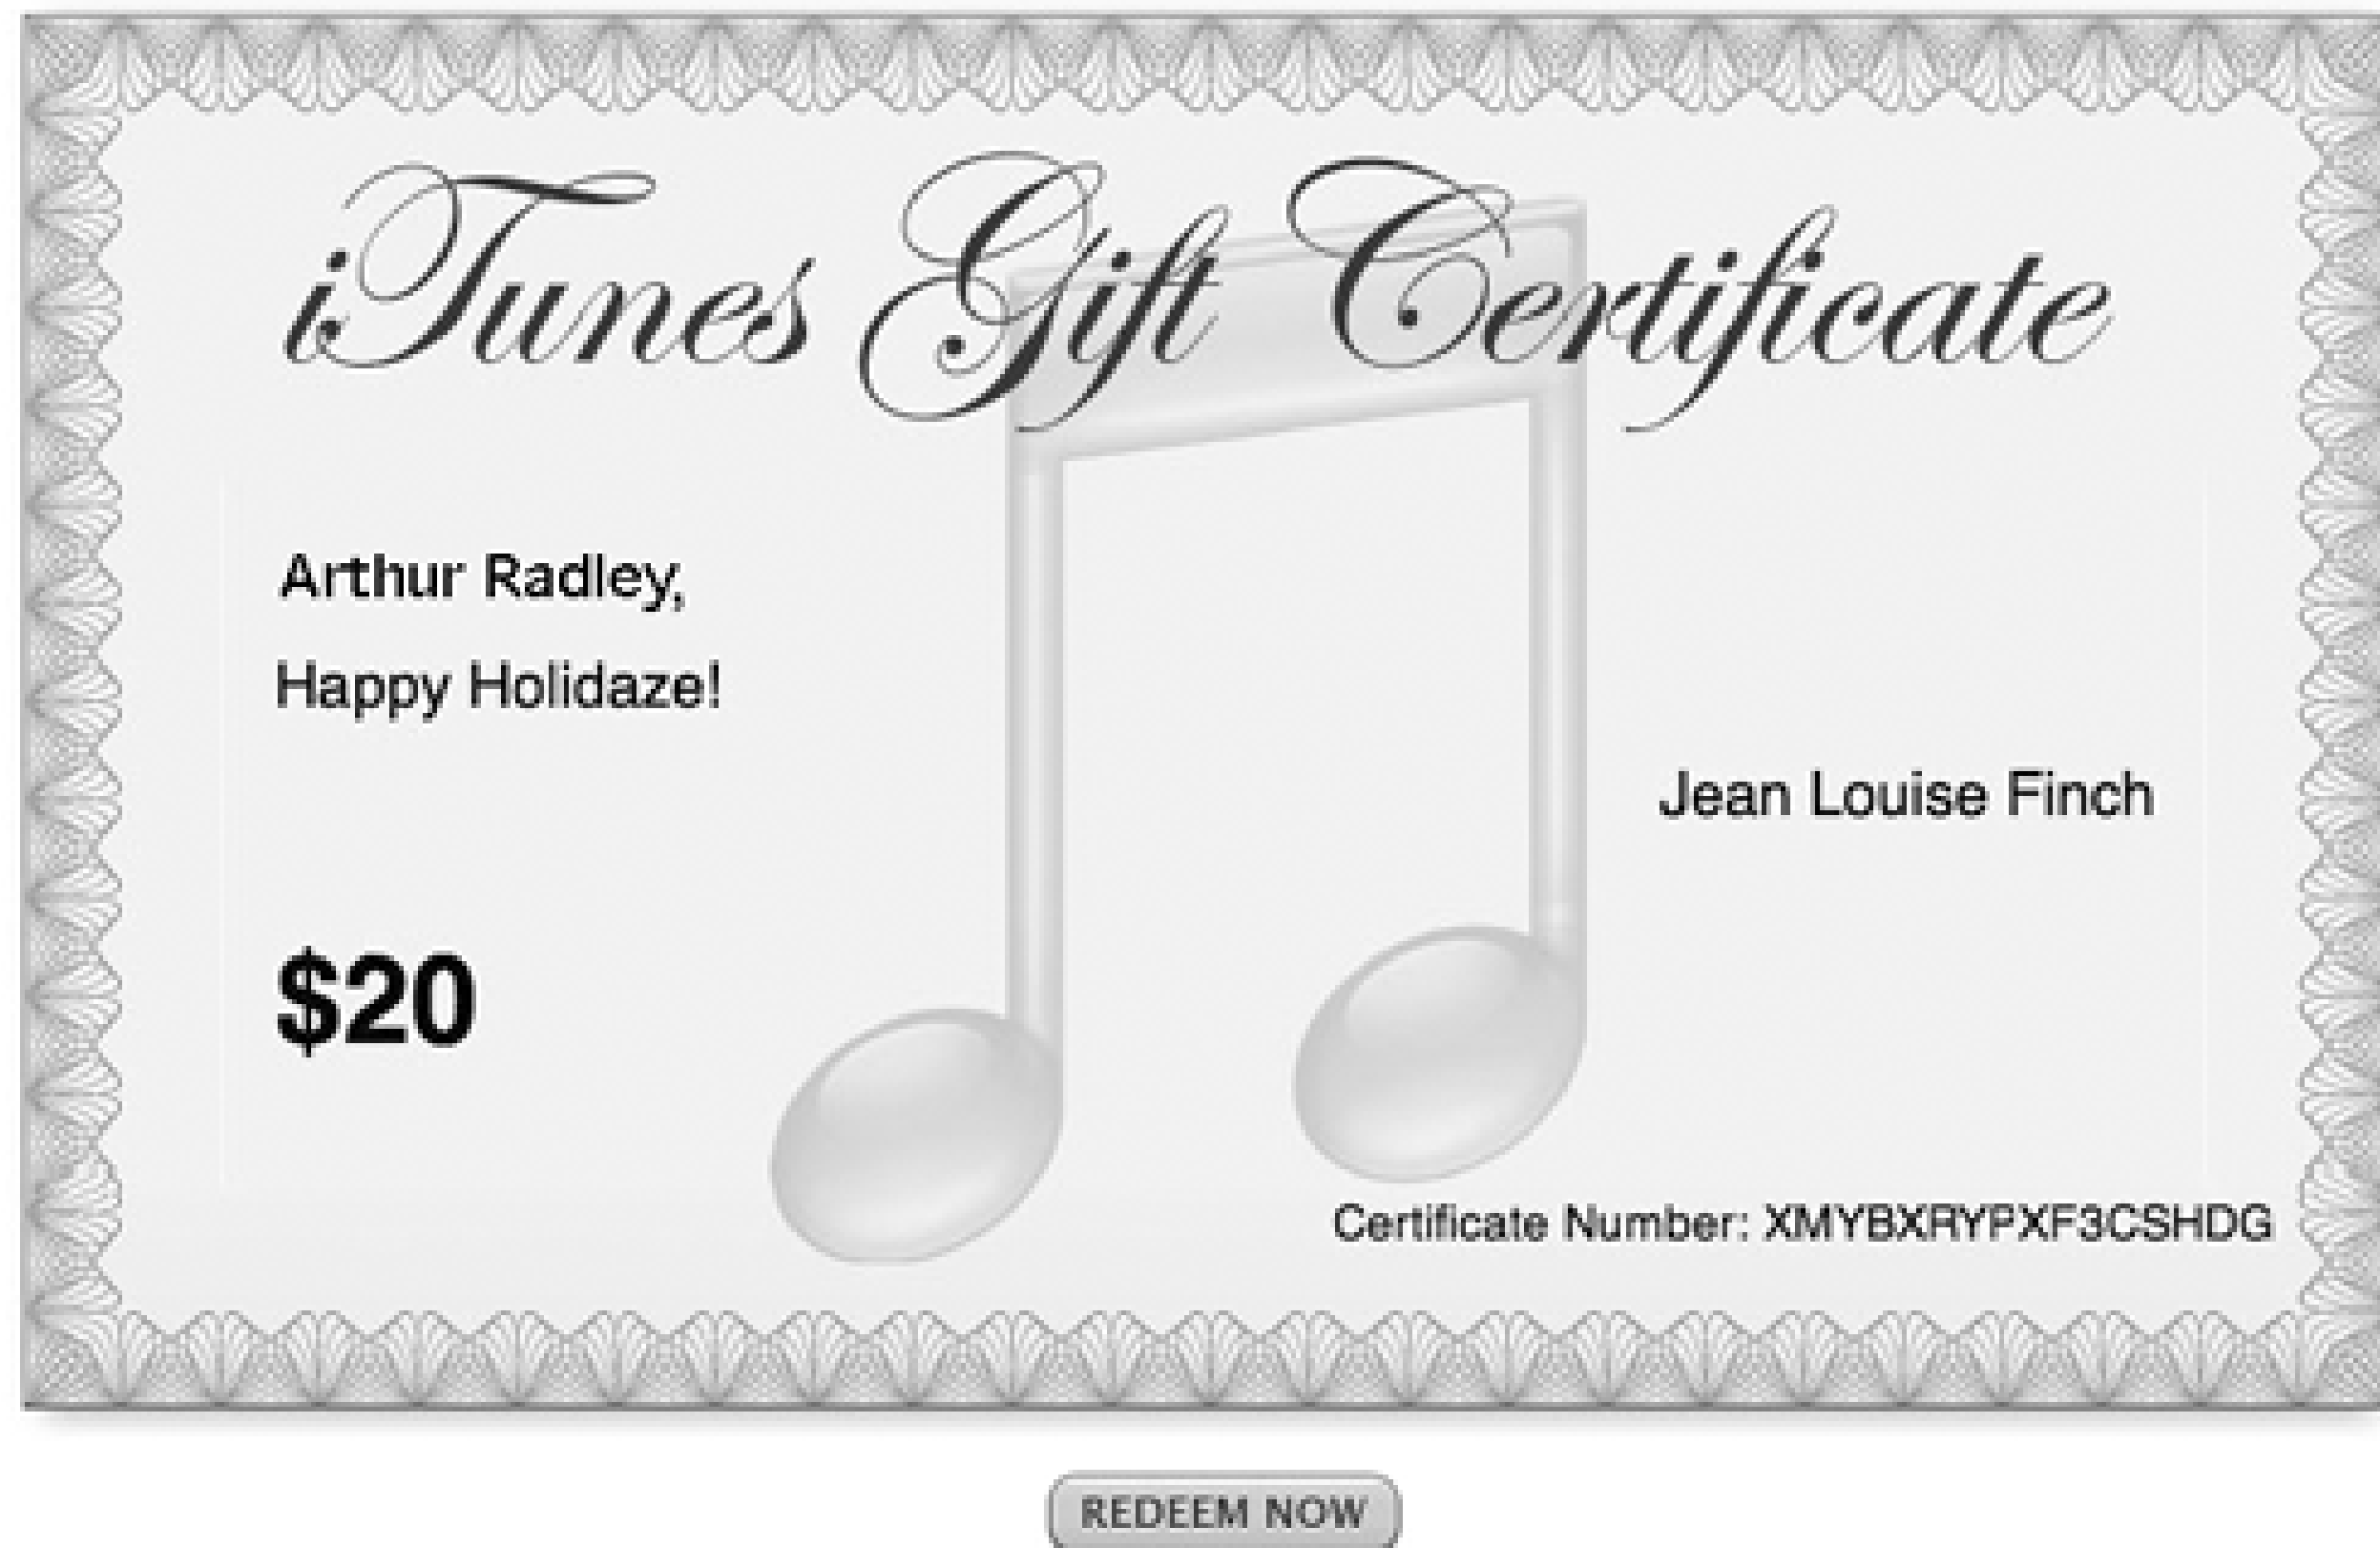 iTunes Gift Certificate
Arthur Radley,
Happy Holidaze!
Jean Louise Finch
$20
Certificate Number: XMYBXRYPXF3CSHDG
REDEEM NOW